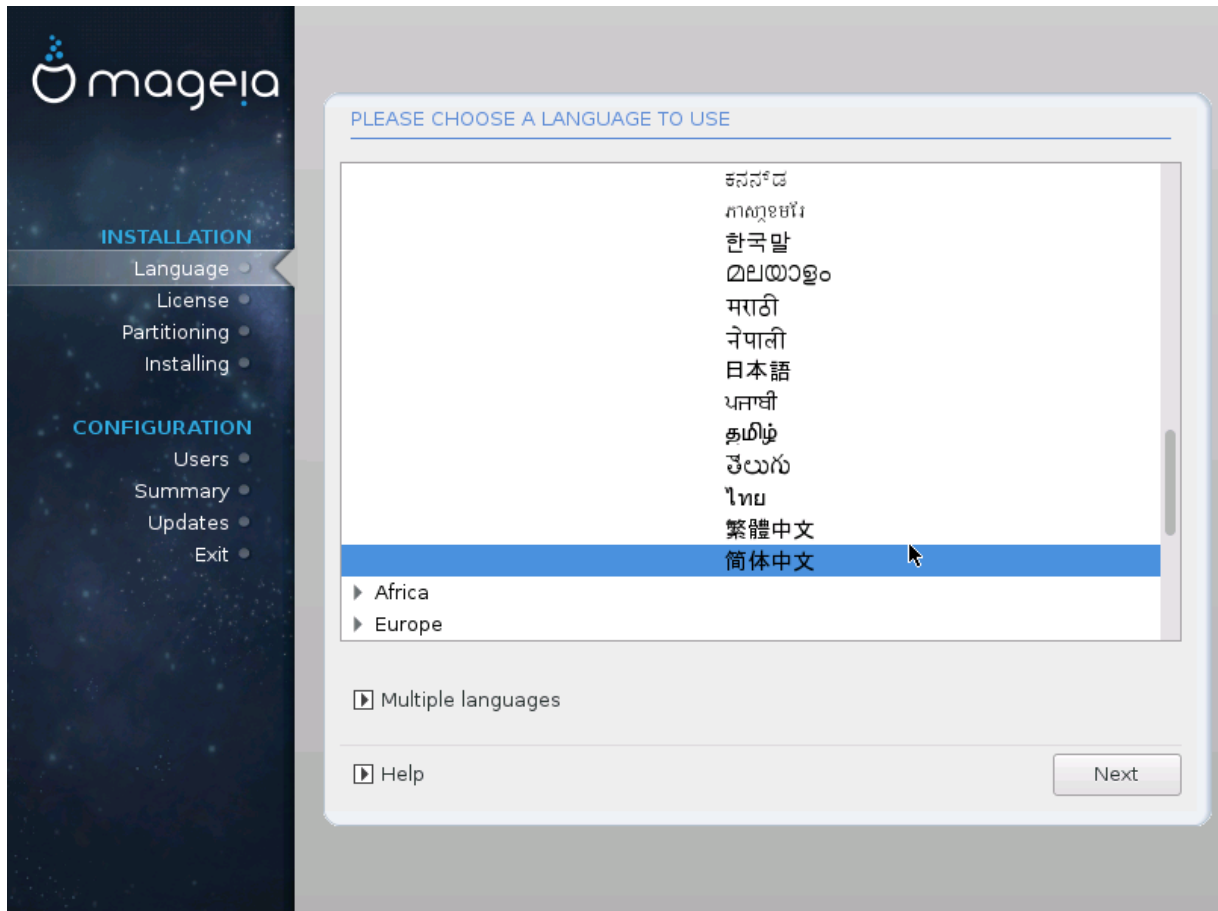 mageia
INSTALLATION
Language
License
Partitioning
Installing
CONFIGURATION
Users
Summary
Updates
Exit
PLEASE CHOOSE A LANGUAGE TO USE
ಕನನ್ಡ
ភាសាខ្មែរ
한국말
മലയാളം
मराठी
नेपाली
日本語
ਪਜਾਬੀ
தமிழ்
తెలుగు
ไทย
繁體中文
简体中文
Africa
Europe
Multiple languages
Help
Next